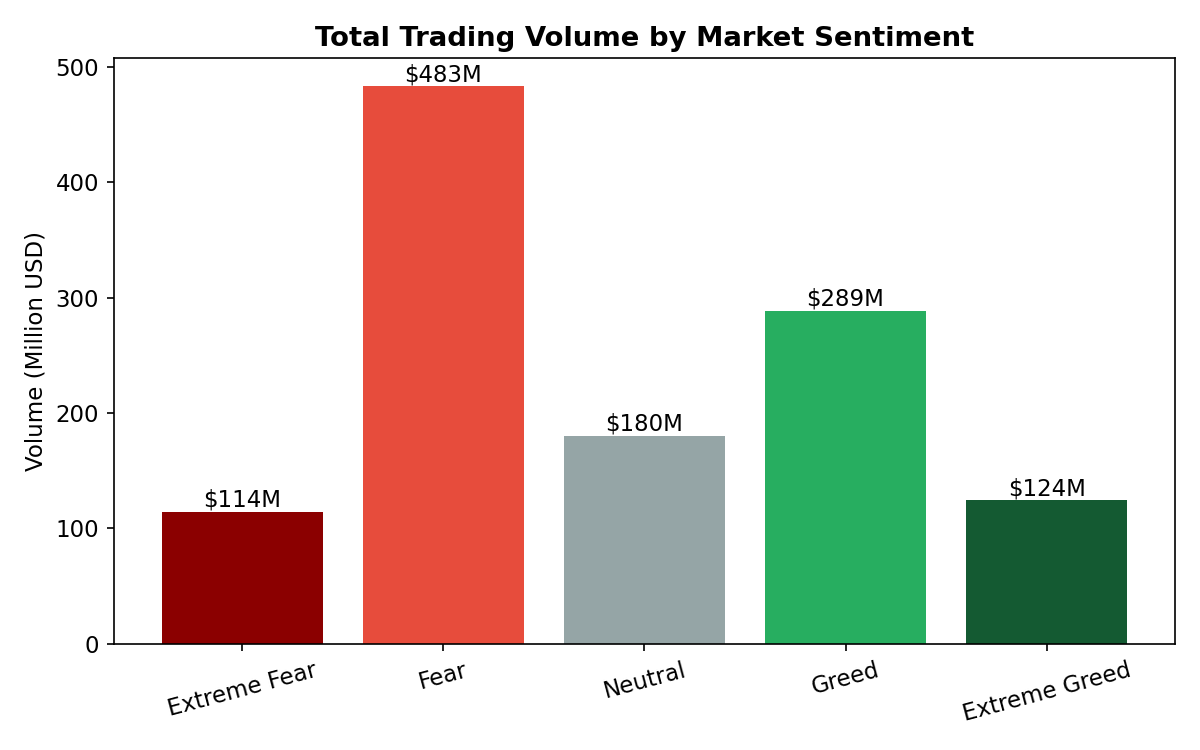 Total Trading Volume by Market Sentiment
Volume (Million USD)
500
400
300
200
100
0
$114M
$483M
$180M
$289M
$124M
Extreme Fear
Fear
Neutral
Greed
Extreme Greed